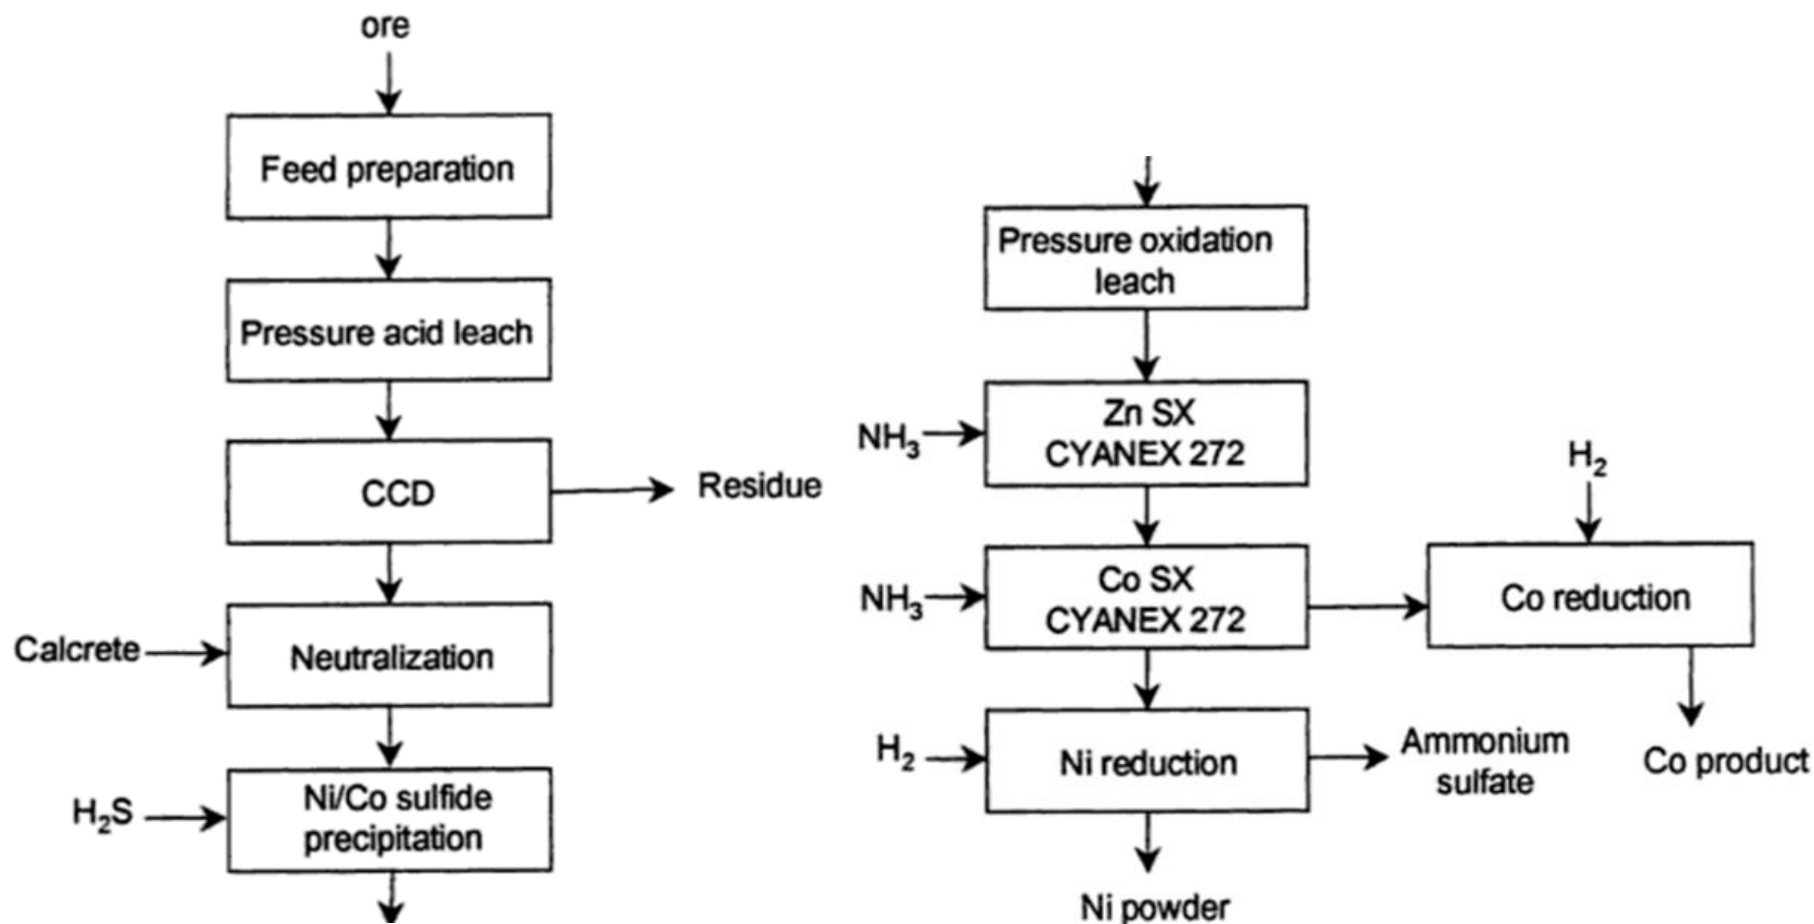 ore
Feed preparation
Pressure acid leach
CCD
Residue
Calcrete
Neutralization
H₂S
Ni/Co sulfide
precipitation
Pressure oxidation
leach
NH₃
Zn SX
CYANEX 272
NH₃
Co SX
CYANEX 272
H₂
Co reduction
Co product
H₂
Ni reduction
Ammonium
sulfate
Ni powder